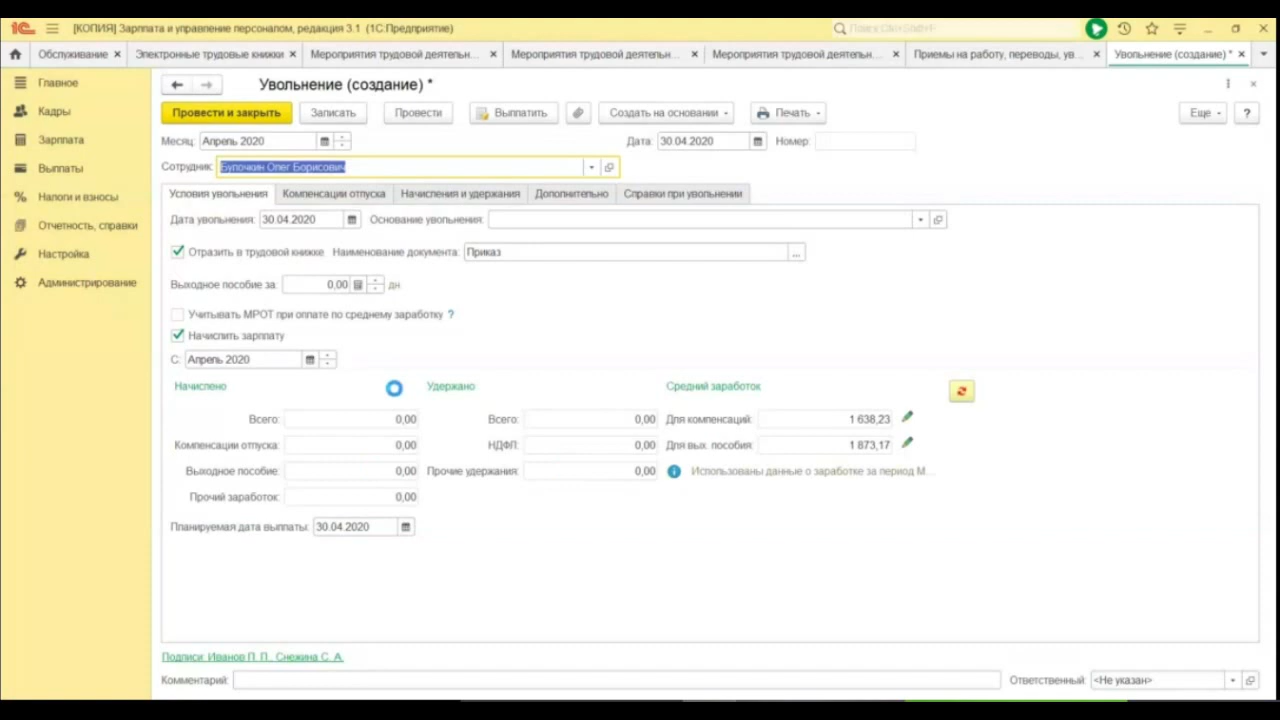 [КОПИЯ] Зарплата и управление персоналом, редакция 3.1 (1С:Предприятие)
Поиск Ctrl+Shift+F
Обслуживание Электронные трудовые книжки Мероприятия трудовой деятельн... Мероприятия трудовой деятельн... Мероприятия трудовой деятельн... Приемы на работу, переводы, ув... Увольнение (создание) *
Главное
Кадры
Зарплата
Выплаты
Налоги и взносы
Отчетность, справки
Настройка
Администрирование
Увольнение (создание) *
Провести и закрыть Записать Провести Выплатить Создать на основании Печать Еще ?
Месяц: Апрель 2020 Дата: 30.04.2020 Номер:
Сотрудник: Булочкин Олег Борисович
Условия увольнения Компенсации отпуска Начисления и удержания Дополнительно Справки при увольнении
Дата увольнения: 30.04.2020 Основание увольнения:
Отразить в трудовой книжке Наименование документа: Приказ ...
Выходное пособие за: 0,00 дн
Учитывать МРОТ при оплате по среднему заработку ?
Начислить зарплату
С: Апрель 2020
Начислено Удержано Средний заработок
Всего: 0,00 Всего: 0,00 Для компенсаций: 1 638,23
Компенсации отпуска: 0,00 НДФЛ: 0,00 Для вых. пособия: 1 873,17
Выходное пособие: 0,00 Прочие удержания: 0,00 Использованы данные о заработке за период М...
Прочий заработок: 0,00
Планируемая дата выплаты: 30.04.2020
Подписи: Иванов П. П., Снежина С. А.
Комментарий: Ответственный: <Не указан>